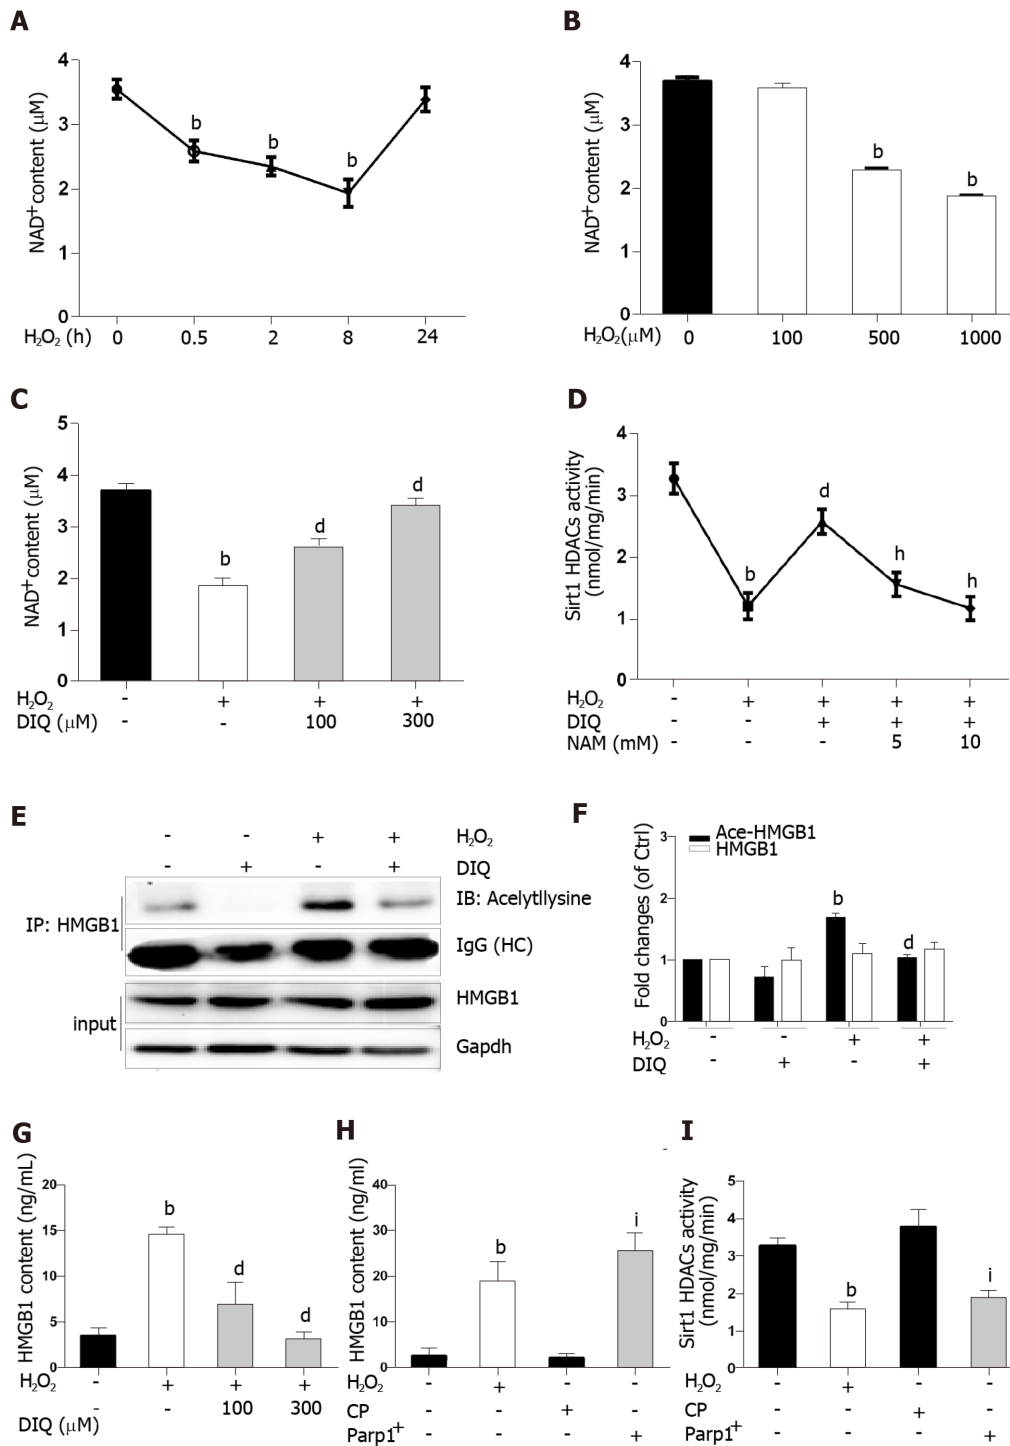 A
4
3
2
1
0
NAD+ content (μM)
b
b
b
H2O2 (h)
0 0.5 2 8 24
B
4
3
2
1
0
NAD+ content (μM)
b
b
H2O2(μM)
0 100 500 1000
C
5
4
3
2
1
0
NAD+ content (μM)
b
d
d
H2O2 - + + +
DIQ (μM) - - 100 300
D
4
3
2
1
0
Sirt1 HDACs activity
(nmol/mg/min)
b
d
h
h
H2O2 - + + + +
DIQ - - + + +
NAM (mM) - - - 5 10
E
- - + + H2O2
- + - + DIQ
*
IP: HMGB1
IB: Acelytllysine
IgG (HC)
input
HMGB1
Gapdh
F
3
2
1
0
Fold changes (of Ctrl)
Ace-HMGB1
HMGB1
b
d
H2O2 - - + +
DIQ - + - +
G
20
15
10
5
0
HMGB1 content (ng/mL)
b
d
d
H2O2 - + + +
DIQ (μM) - - 100 300
H
40
30
20
10
0
HMGB1 content (ng/ml)
b
i
H2O2 - + - -
CP - - + -
Parp1+ - - - +
I
-
5
4
3
2
1
0
Sirt1 HDACs activity
(nmol/mg/min)
b
i
H2O2 - + - -
CP - - + -
Parp1+ - - - +